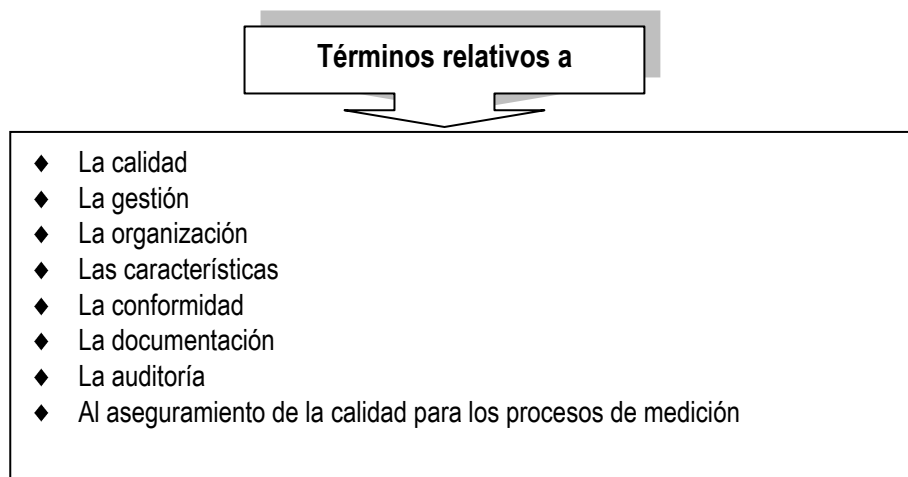 Términos relativos a
♦ La calidad
♦ La gestión
♦ La organización
♦ Las características
♦ La conformidad
♦ La documentación
♦ La auditoría
♦ Al aseguramiento de la calidad para los procesos de medición